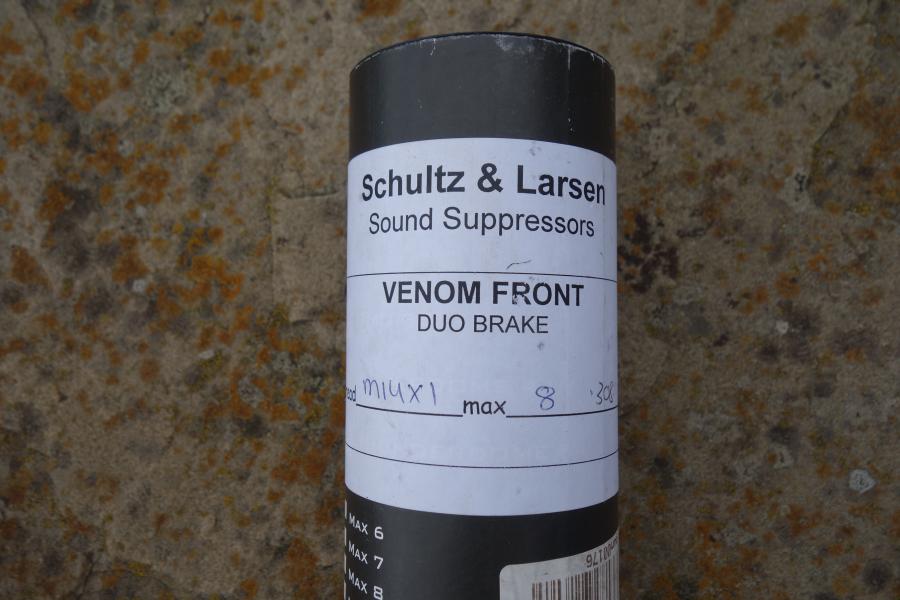 Schultz & Larsen
Sound Suppressors
VENOM FRONT
DUO BRAKE
M14X1 max 8 .308
MAX 6
MAX 7
MAX 8